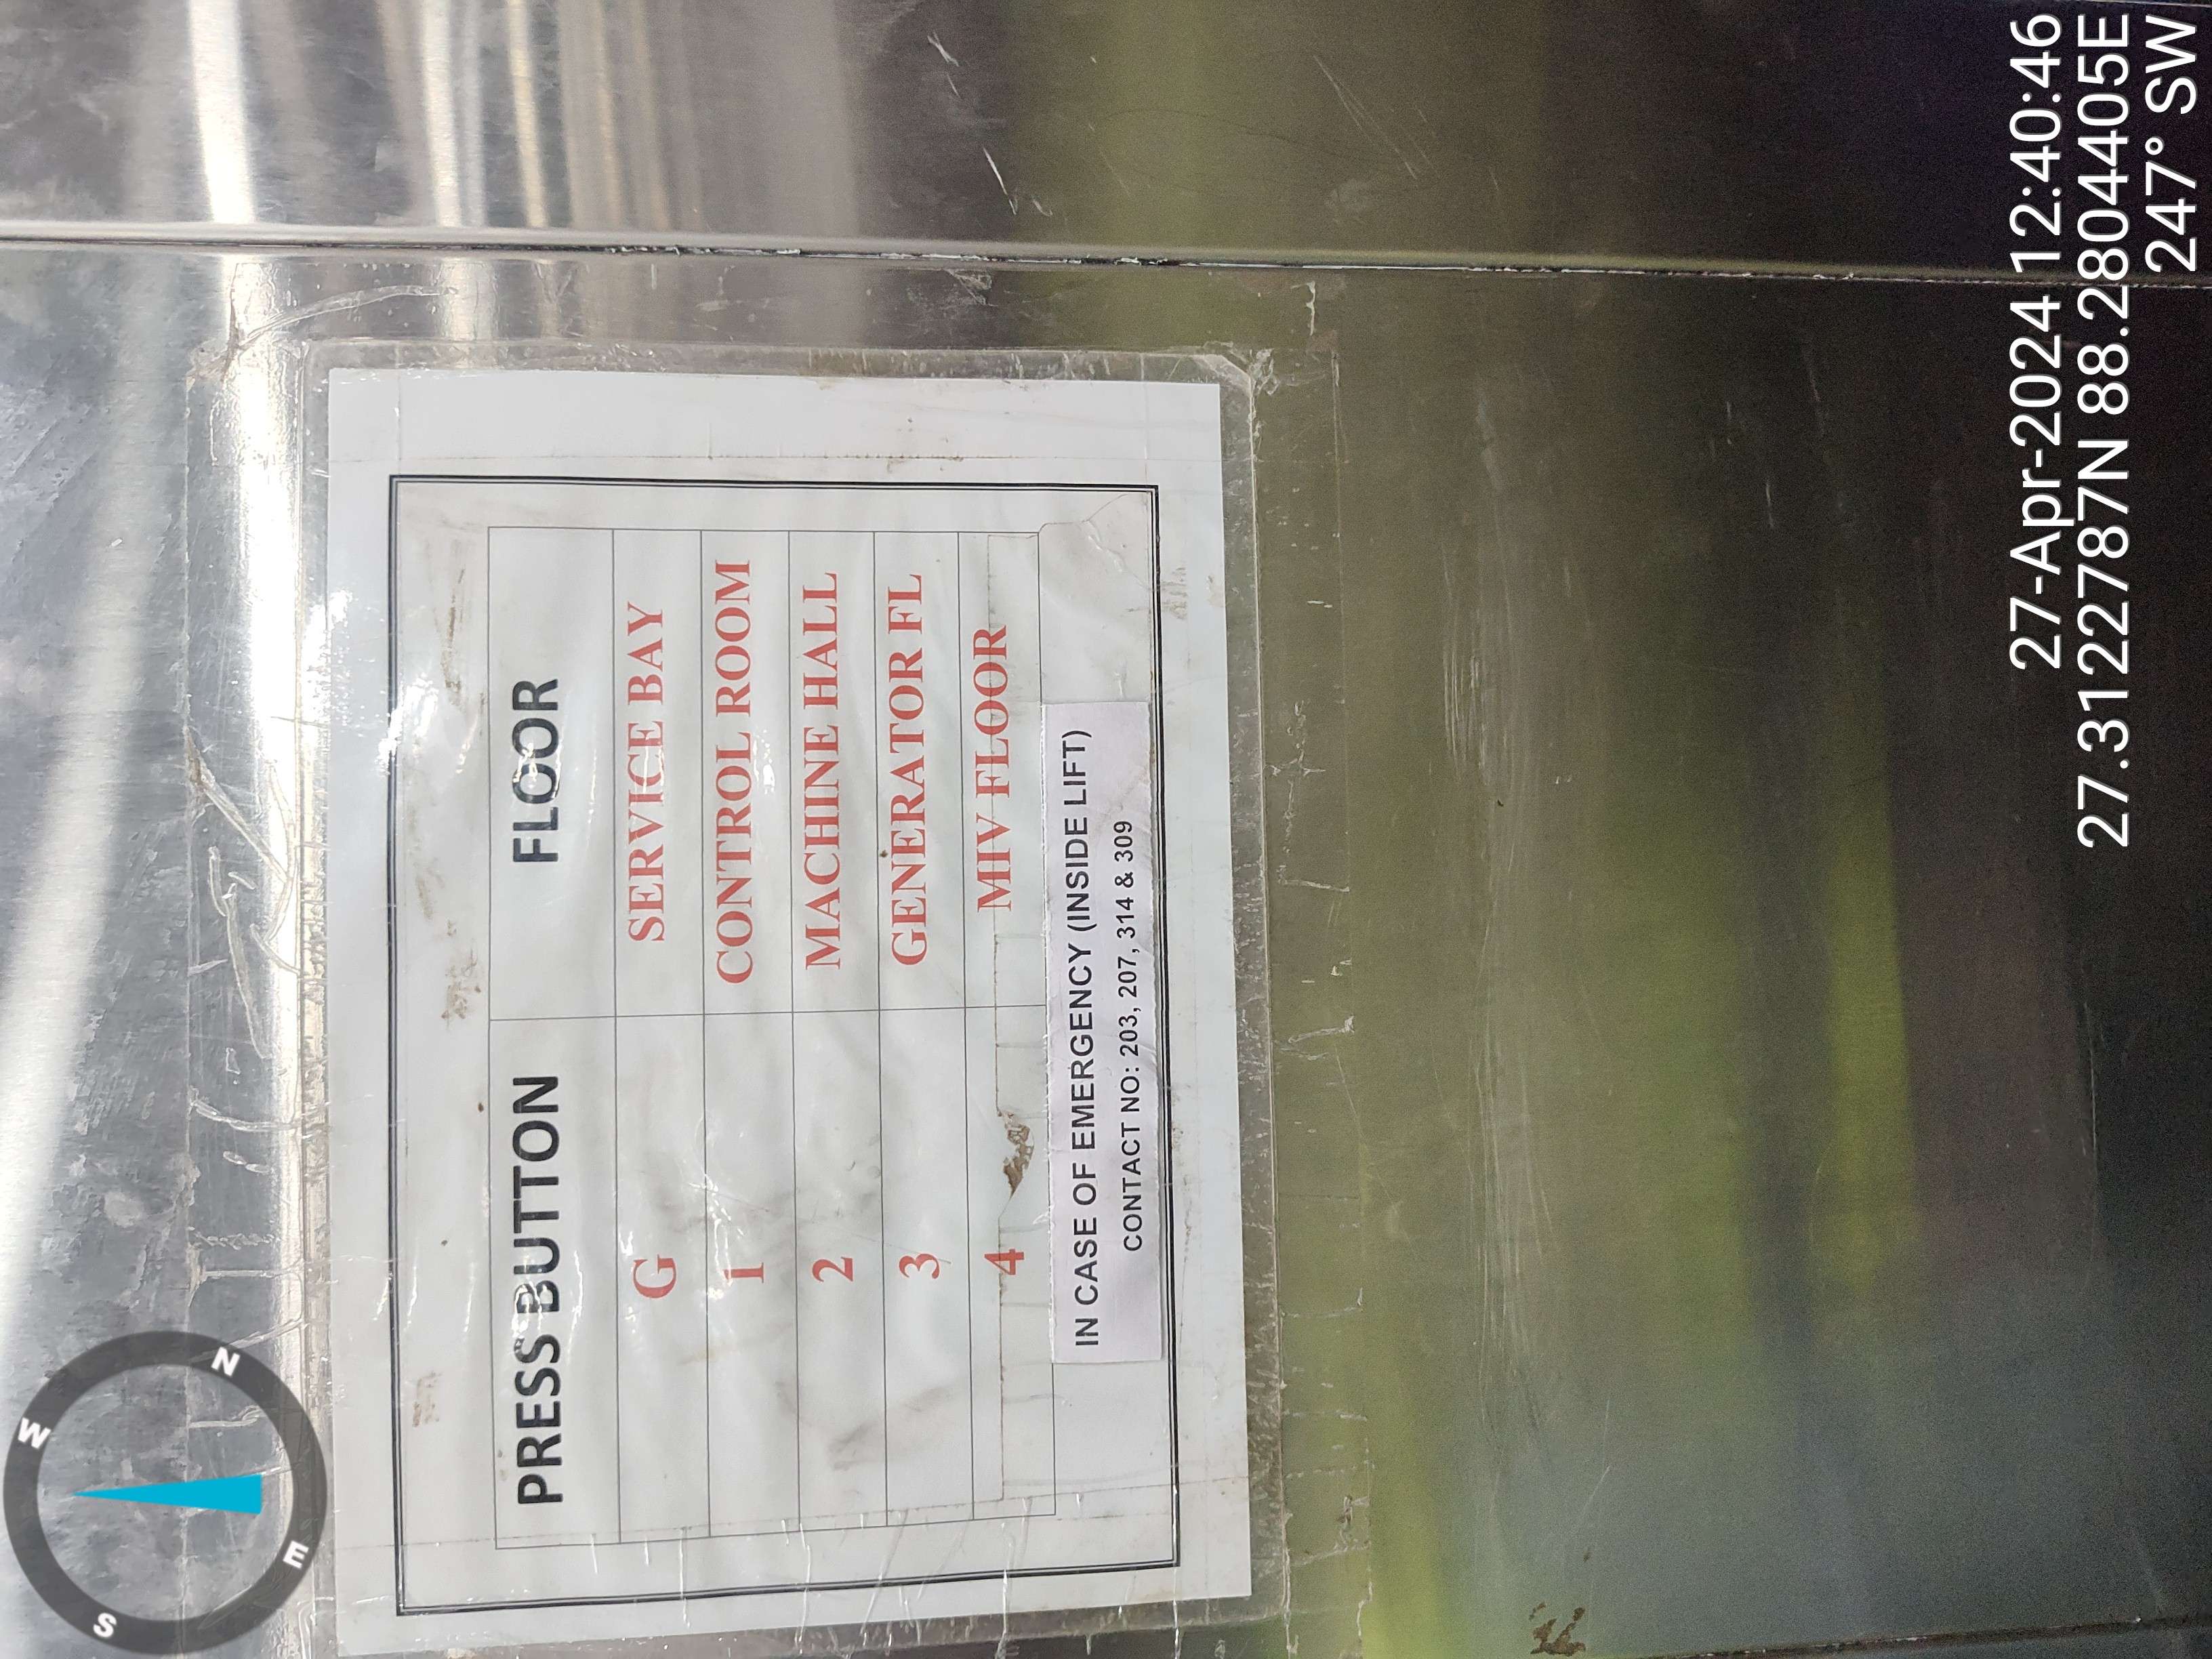 PRESS BUTTON FLOOR
G SERVICE BAY
1 CONTROL ROOM
2 MACHINE HALL
3 GENERATOR FL
4 MIV FLOOR
IN CASE OF EMERGENCY (INSIDE LIFT)
CONTACT NO: 203, 207, 314 & 309
N
W
E
S
27-Apr-2024 12:40:46
27.31222787N 88.28044405E
247° SW